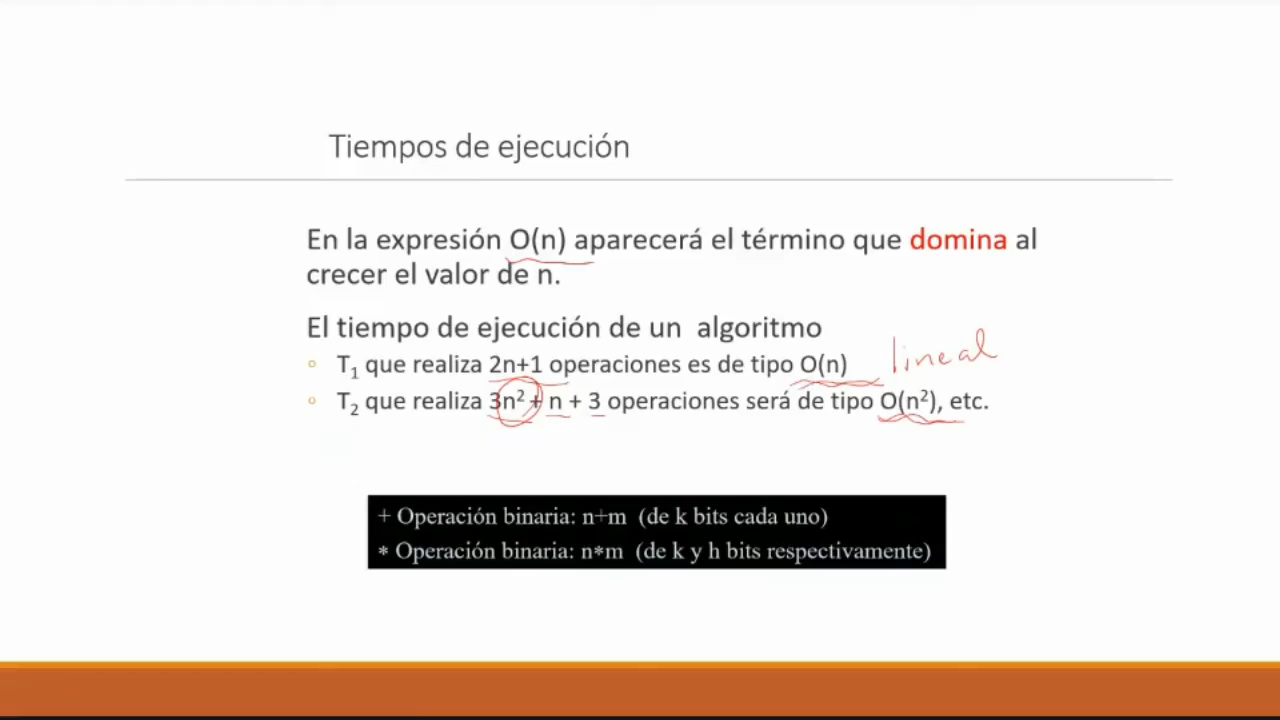 Tiempos de ejecución
En la expresión O(n) aparecerá el término que domina al
crecer el valor de n.
El tiempo de ejecución de un algoritmo
◦ T₁ que realiza 2n+1 operaciones es de tipo O(n) lineal
◦ T₂ que realiza 3n² + n + 3 operaciones será de tipo O(n²), etc.
+ Operación binaria: n+m (de k bits cada uno)
* Operación binaria: n*m (de k y h bits respectivamente)